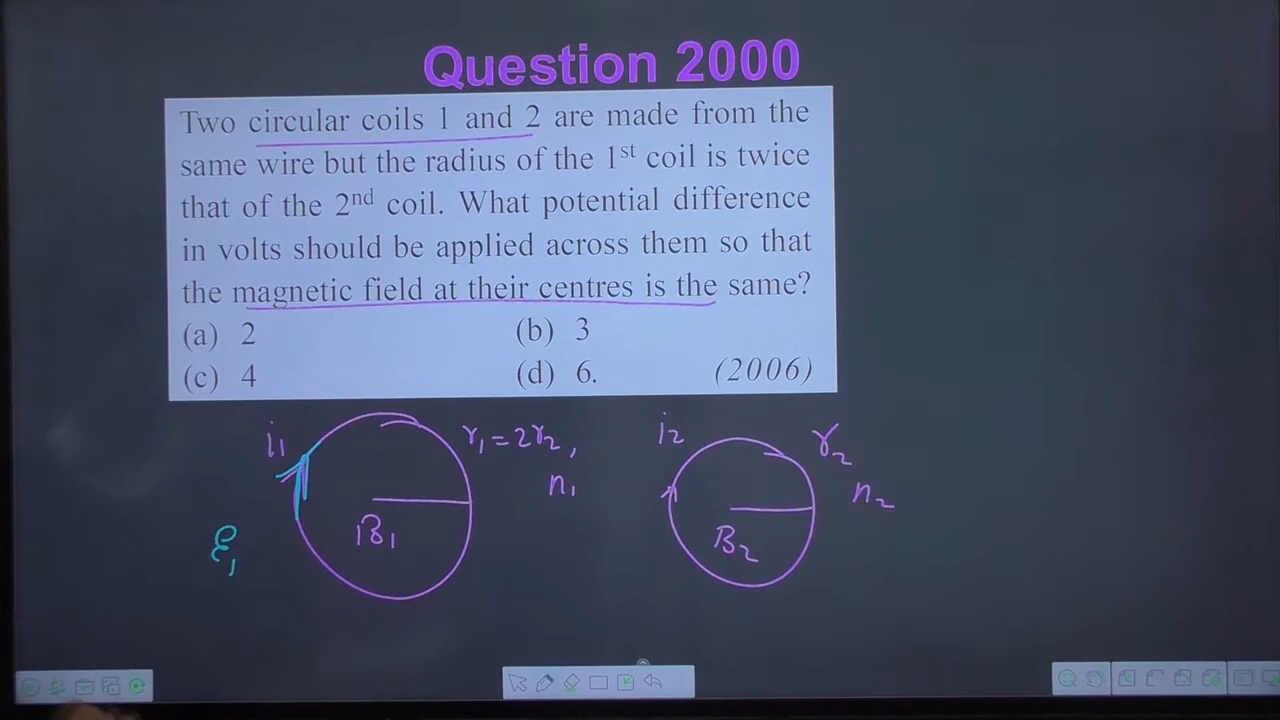 Question 2000
Two circular coils 1 and 2 are made from the
same wire but the radius of the 1st coil is twice
that of the 2nd coil. What potential difference
in volts should be applied across them so that
the magnetic field at their centres is the same?
(a) 2 (b) 3
(c) 4 (d) 6. (2006)
i₁ r₁ = 2r₂, i₂ r₂
n₁ n₂
ℰ₁ B₁ B₂